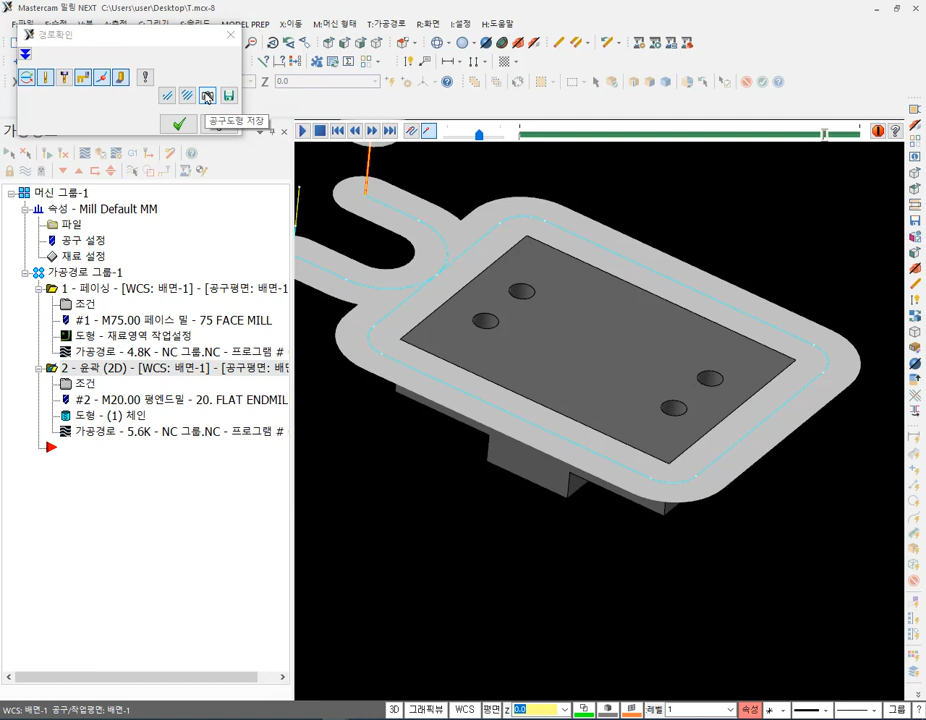 Mastercam 밀링 NEXT  C:\Users\user\Desktop\T.mcx-8
MODEL PREP X:이동 M:머신 형태 T:가공경로 R:화면 I:설정 H:도움말
경로확인
Z 0.0
공구도형 저장
G1
머신 그룹-1
속성 - Mill Default MM
파일
공구 설정
재료 설정
가공경로 그룹-1
1 - 페이싱 - [WCS: 배면-1] - [공구평면: 배면-1
조건
#1 - M75.00 페이스 밀 - 75 FACE MILL
도형 - 재료영역 작업설정
가공경로 - 4.8K - NC 그룹.NC - 프로그램 #
2 - 윤곽 (2D) - [WCS: 배면-1] - [공구평면: 배면
조건
#2 - M20.00 평엔드밀 - 20. FLAT ENDMIL
도형 - (1) 체인
가공경로 - 5.6K - NC 그룹.NC - 프로그램 #
WCS: 배면-1 공구/작업평면: 배면-1
3D 그래픽뷰 WCS 평면 Z 0.0 레벨 1 속성 그룹 ?